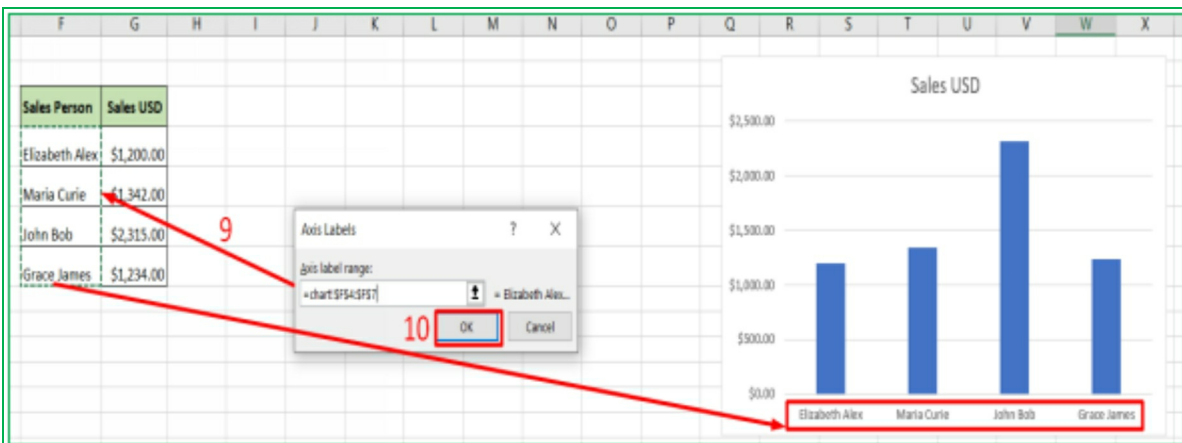 F G H I J K L M N O P Q R S T U V W X
Sales Person Sales USD
Elizabeth Alex $1,200.00
Maria Curie $1,342.00
John Bob $2,315.00
Grace James $1,234.00
9
Axis Labels ? X
Axis label range:
=chart!$F$4:$F$7 = Elizabeth Alex...
10
OK Cancel
Sales USD
$2,500.00
$2,000.00
$1,500.00
$1,000.00
$500.00
$0.00
Elizabeth Alex Maria Curie John Bob Grace James